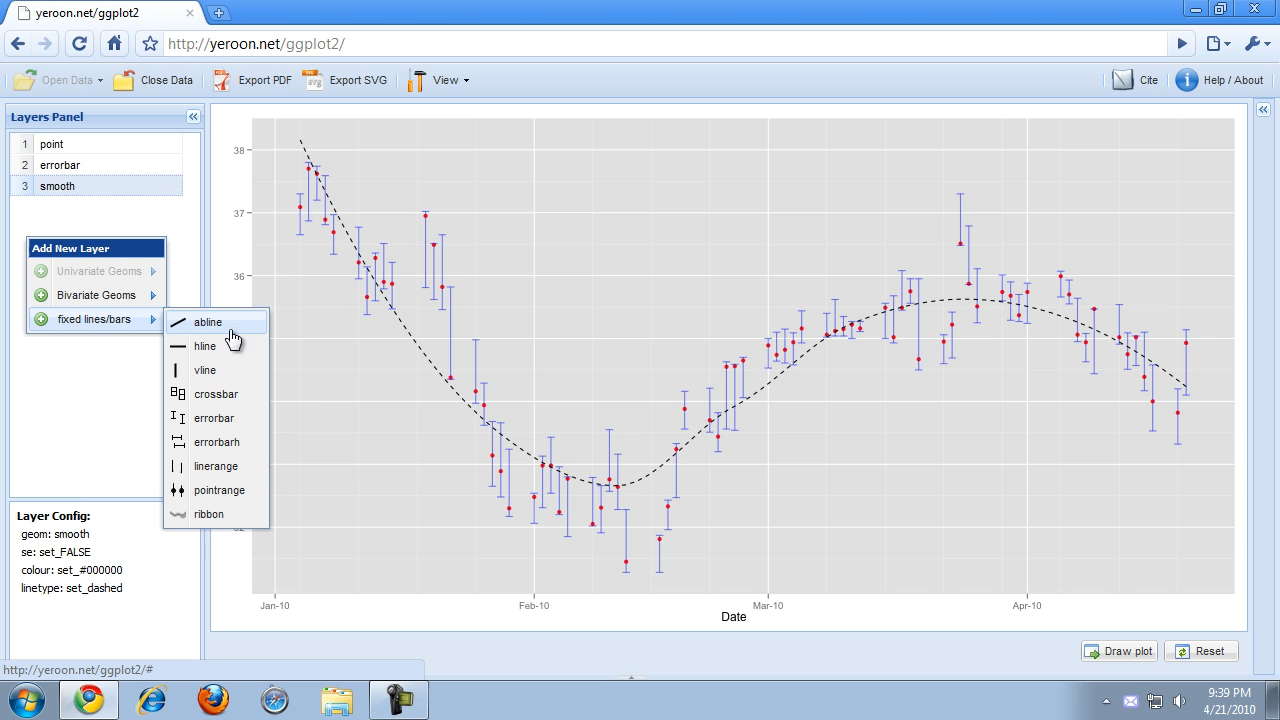 yeroon.net/ggplot2
http://yeroon.net/ggplot2/
Open Data
Close Data
Export PDF
Export SVG
View
Cite
Help / About
Layers Panel
1 point
2 errorbar
3 smooth
Add New Layer
Univariate Geoms
Bivariate Geoms
fixed lines/bars
abline
hline
vline
crossbar
errorbar
errorbarh
linerange
pointrange
ribbon
Layer Config:
geom: smooth
se: set_FALSE
colour: set_#000000
linetype: set_dashed
38
37
36
Jan-10
Feb-10
Mar-10
Apr-10
Date
Draw plot
Reset
http://yeroon.net/ggplot2/#
9:39 PM
4/21/2010